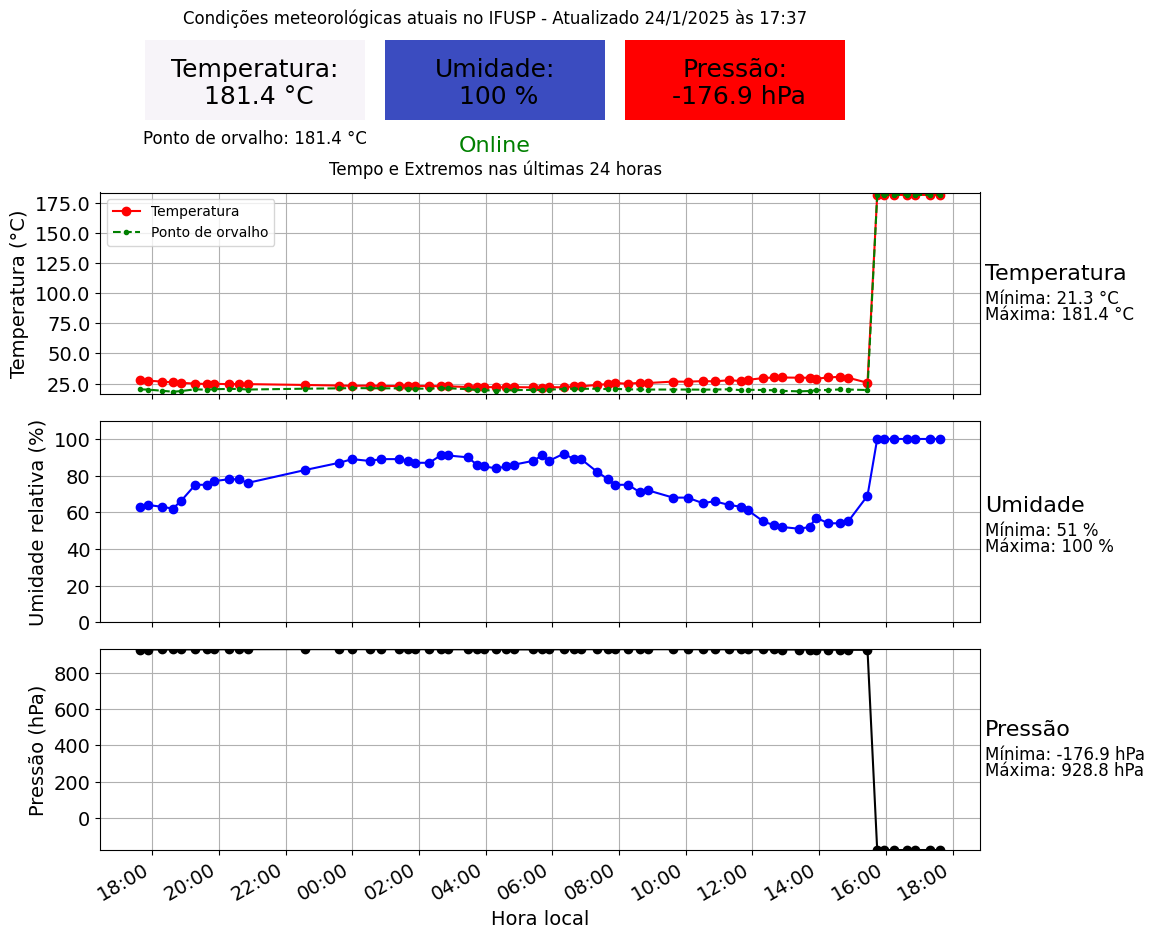 Condições meteorológicas atuais no IFUSP - Atualizado 24/1/2025 às 17:37
Temperatura:
181.4 °C
Umidade:
100 %
Pressão:
-176.9 hPa
Ponto de orvalho: 181.4 °C
Online
Tempo e Extremos nas últimas 24 horas
Temperatura (°C)
175.0
150.0
125.0
100.0
75.0
50.0
25.0
Temperatura
Ponto de orvalho
Temperatura
Mínima: 21.3 °C
Máxima: 181.4 °C
Umidade relativa (%)
100
80
60
40
20
0
Umidade
Mínima: 51 %
Máxima: 100 %
Pressão (hPa)
800
600
400
200
0
Pressão
Mínima: -176.9 hPa
Máxima: 928.8 hPa
18:00
20:00
22:00
00:00
02:00
04:00
06:00
08:00
10:00
12:00
14:00
16:00
18:00
Hora local